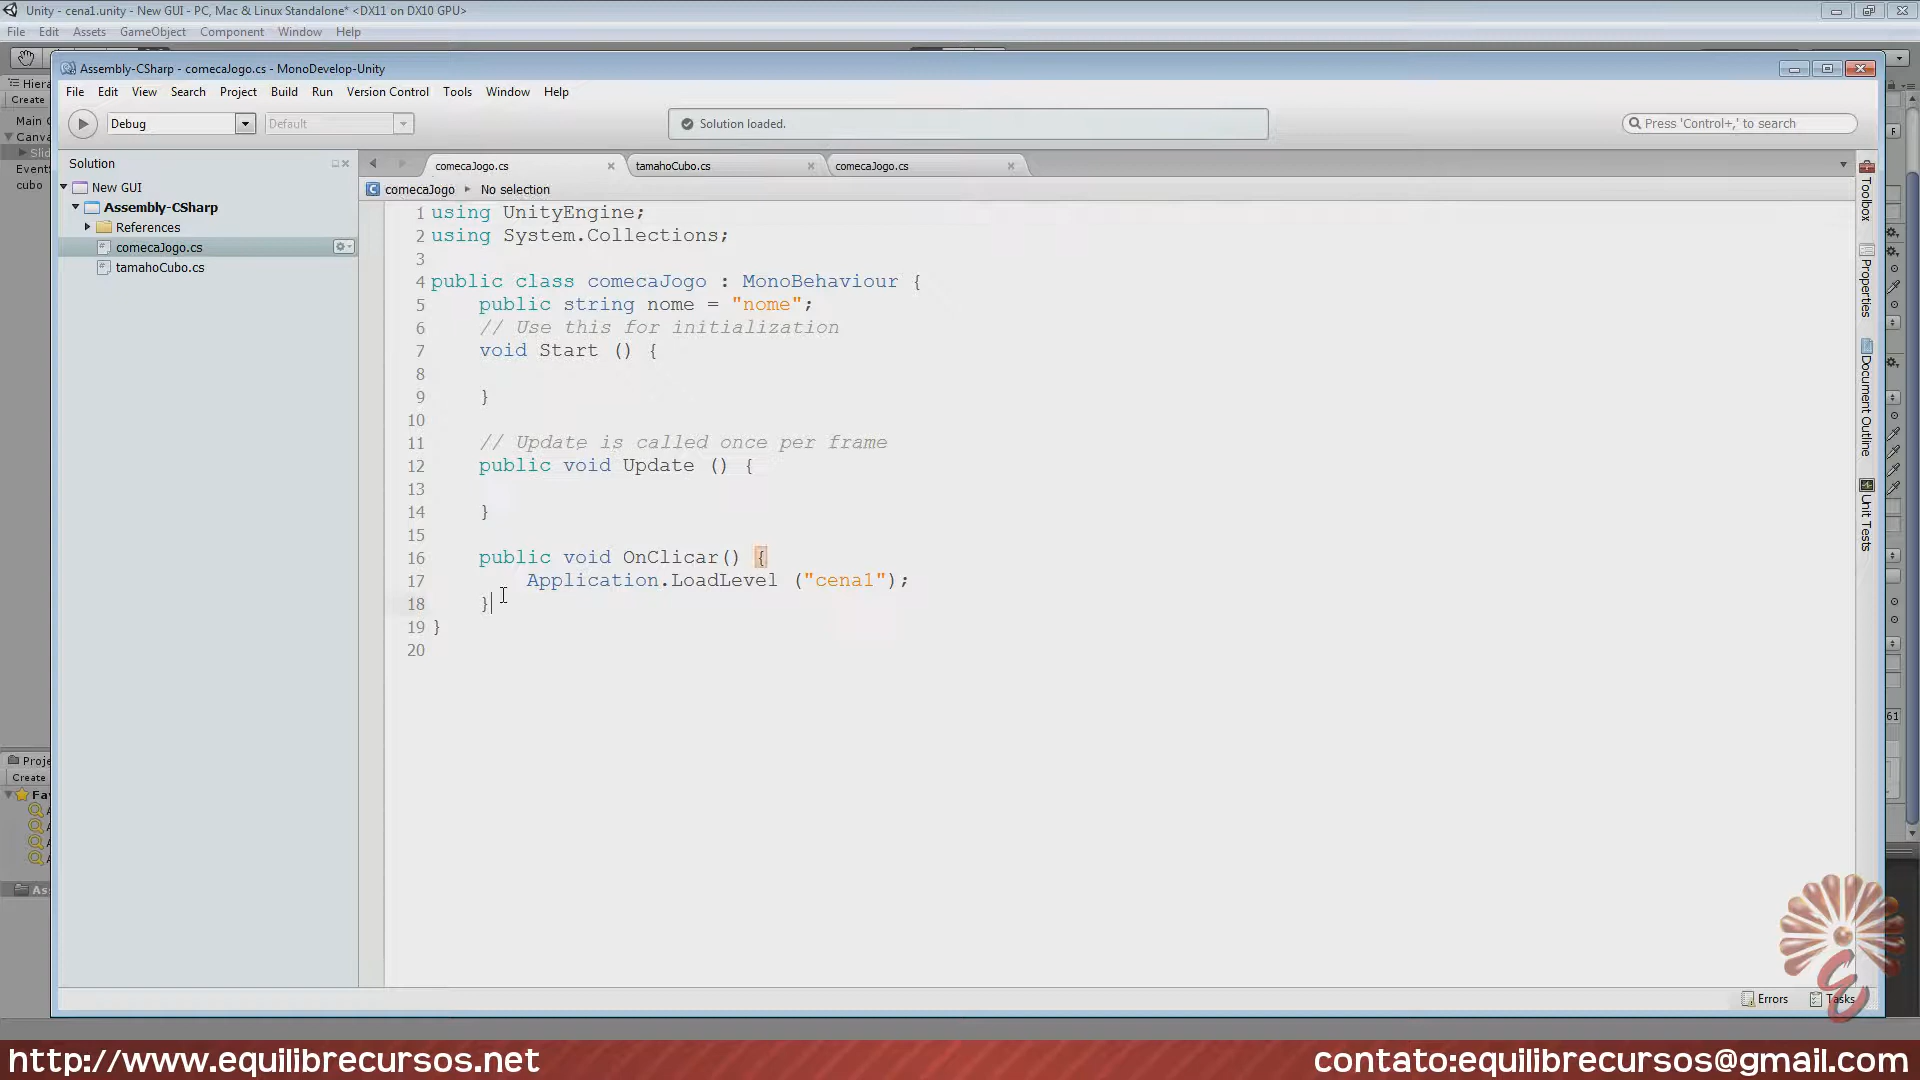 Unity - cena1.unity - New GUI - PC, Mac & Linux Standalone* <DX11 on DX10 GPU>
File Edit Assets GameObject Component Window Help
Assembly-CSharp - comecaJogo.cs - MonoDevelop-Unity
File Edit View Search Project Build Run Version Control Tools Window Help
Debug
Default
Solution loaded.
Press 'Control+,' to search
Hiera
Create
Main C
Canva
Slid
Event
cubo
Proje
Create
Fav
As
Solution
New GUI
Assembly-CSharp
References
comecaJogo.cs
tamahoCubo.cs
comecaJogo.cs
tamahoCubo.cs
comecaJogo.cs
comecaJogo
No selection
1 using UnityEngine;
2 using System.Collections;
3
4 public class comecaJogo : MonoBehaviour {
5 public string nome = "nome";
6 // Use this for initialization
7 void Start () {
8
9 }
10
11 // Update is called once per frame
12 public void Update () {
13
14 }
15
16 public void OnClicar() {
17 Application.LoadLevel ("cena1");
18 }
19 }
20
Toolbox
Properties
Document Outline
Unit Tests
61
Errors
Tasks
http://www.equilibrecursos.net
contato:equilibrecursos@gmail.com